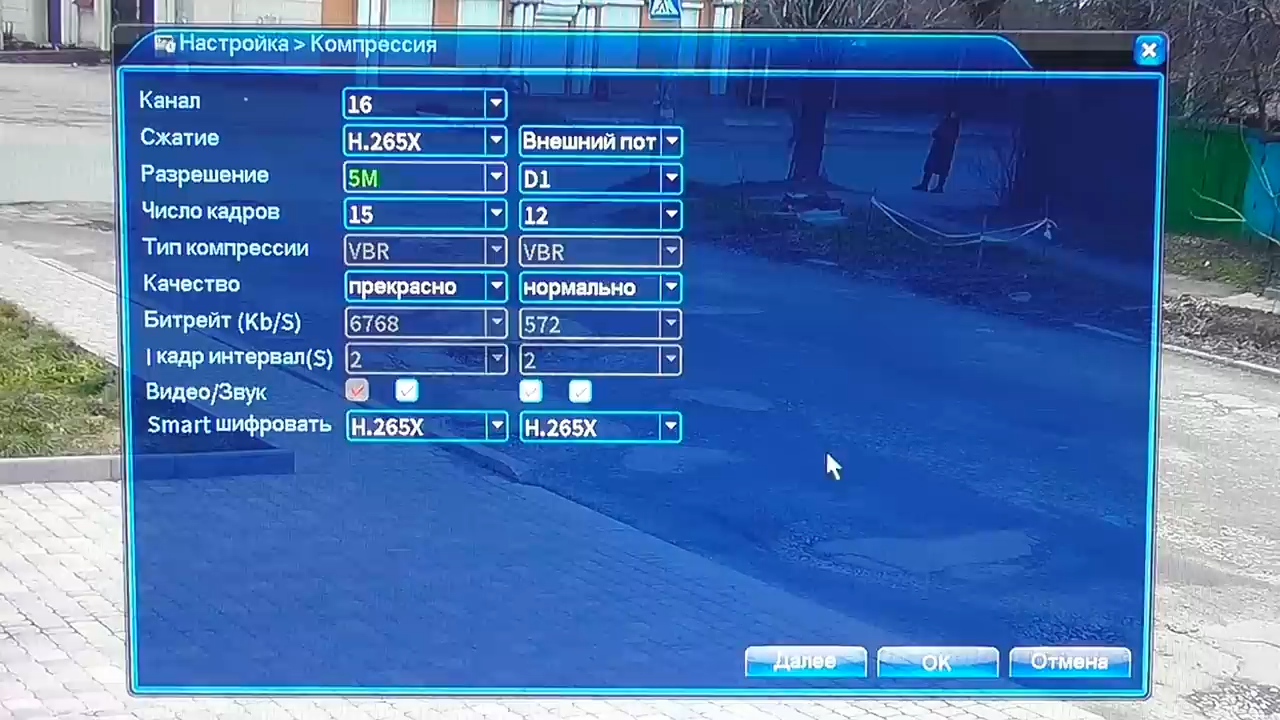 Настройка > Компрессия
Канал 16
Сжатие H.265X Внешний пот
Разрешение 5M D1
Число кадров 15 12
Тип компрессии VBR VBR
Качество прекрасно нормально
Битрейт (Kb/S) 6768 572
I кадр интервал(S) 2 2
Видео/Звук
Smart шифровать H.265X H.265X
Далее OK Отмена